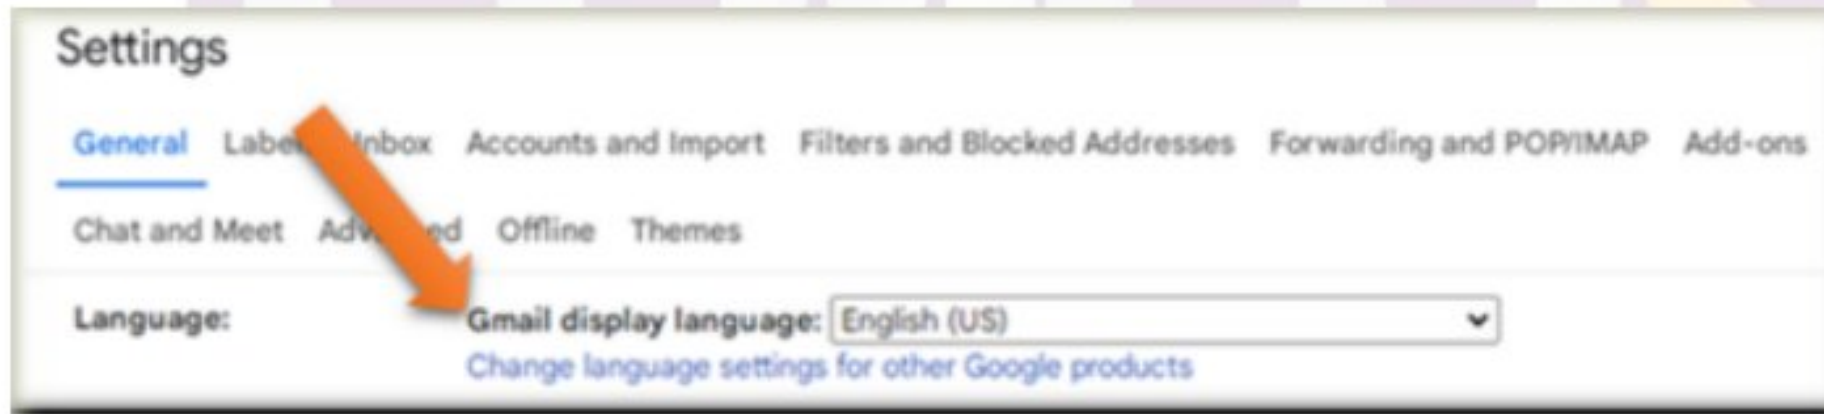 Settings
General Inbox Accounts and Import Filters and Blocked Addresses Forwarding and POP/IMAP Add-ons
Chat and Meet Offline Themes
Language: Gmail display language: English (US)
Change language settings for other Google products